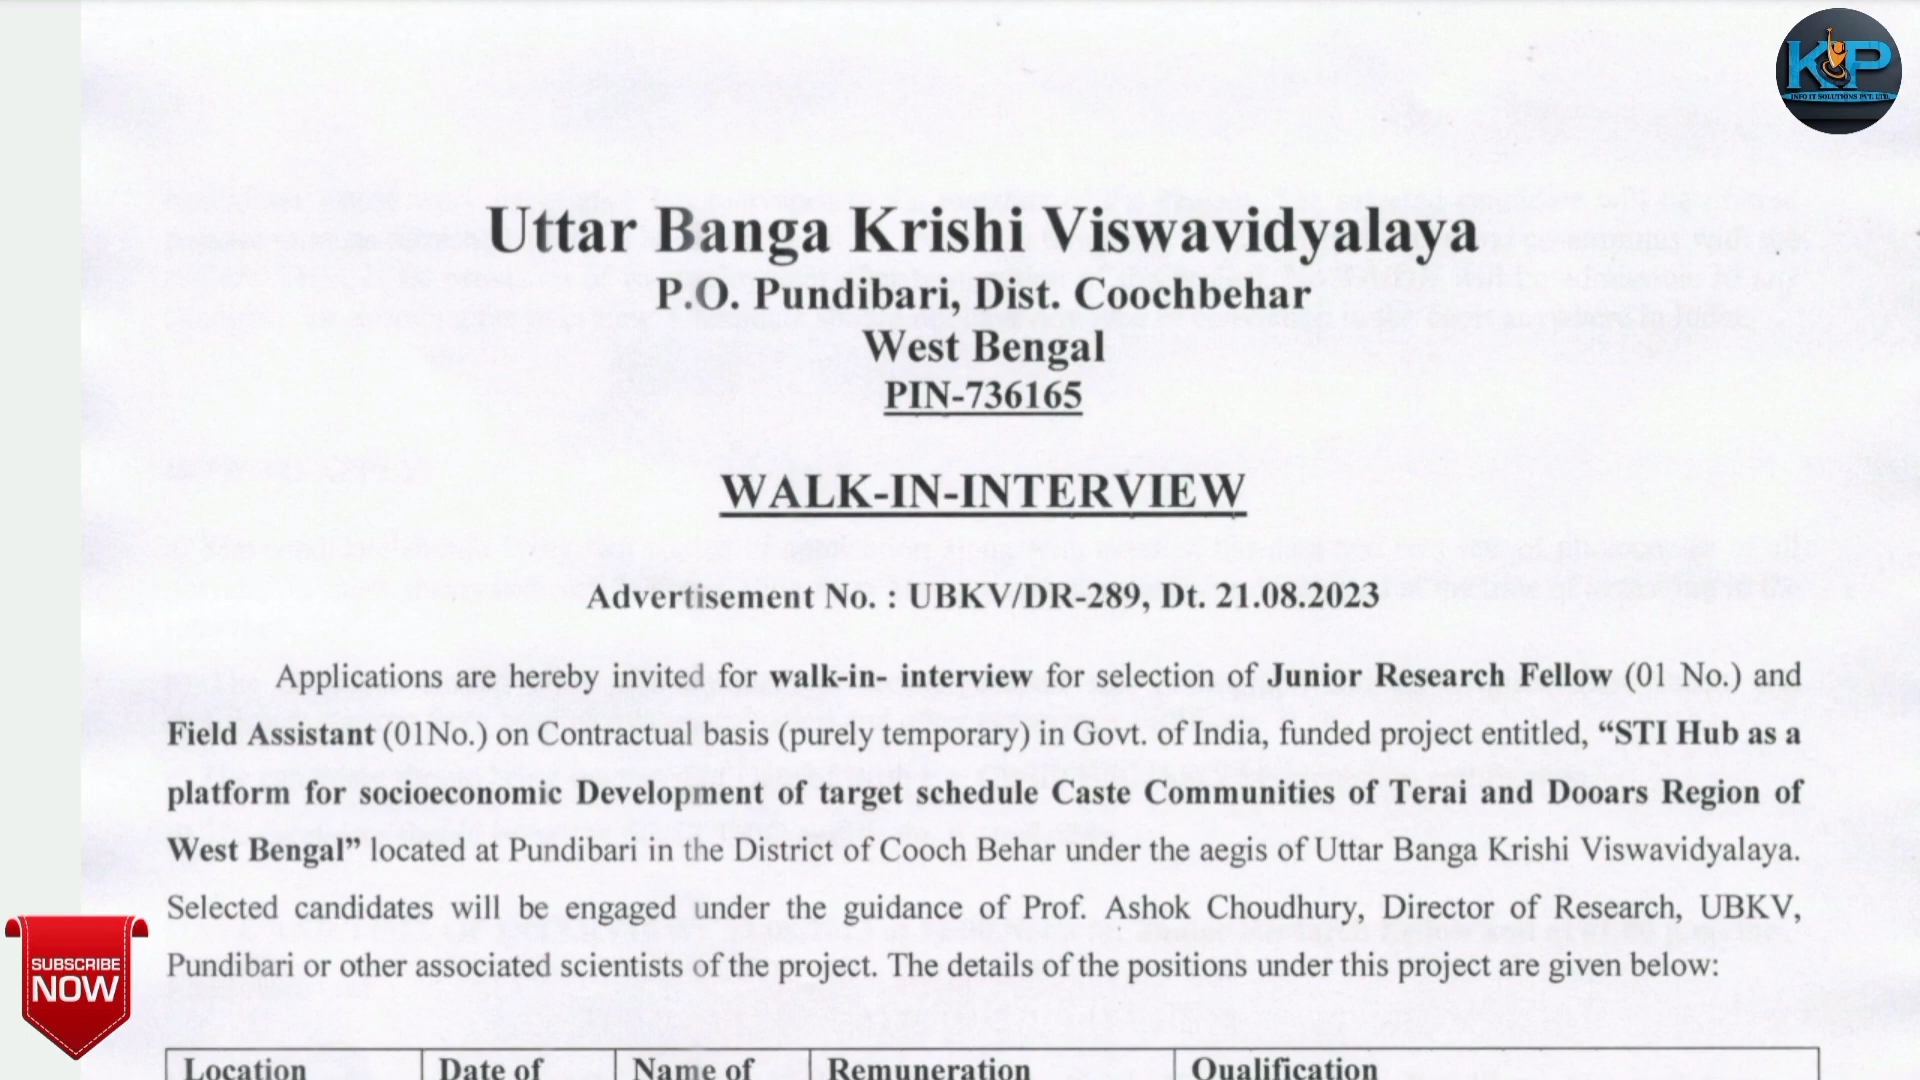 KP
INFO IT SOLUTIONS PVT. LTD.
Uttar Banga Krishi Viswavidyalaya
P.O. Pundibari, Dist. Coochbehar
West Bengal
PIN-736165
WALK-IN-INTERVIEW
Advertisement No. : UBKV/DR-289, Dt. 21.08.2023
Applications are hereby invited for walk-in- interview for selection of Junior Research Fellow (01 No.) and
Field Assistant (01No.) on Contractual basis (purely temporary) in Govt. of India, funded project entitled, “STI Hub as a
platform for socioeconomic Development of target schedule Caste Communities of Terai and Dooars Region of
West Bengal” located at Pundibari in the District of Cooch Behar under the aegis of Uttar Banga Krishi Viswavidyalaya.
Selected candidates will be engaged under the guidance of Prof. Ashok Choudhury, Director of Research, UBKV,
Pundibari or other associated scientists of the project. The details of the positions under this project are given below:
SUBSCRIBE
NOW
Location Date of Name of Remuneration Qualification